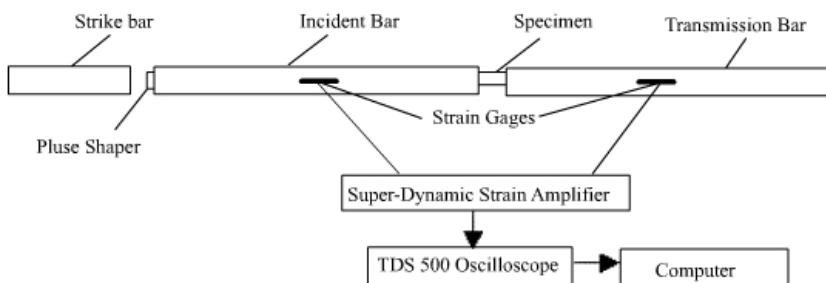 Strike bar
Incident Bar
Specimen
Transmission Bar
Pluse Shaper
Strain Gages
Super-Dynamic Strain Amplifier
TDS 500 Oscilloscope
Computer